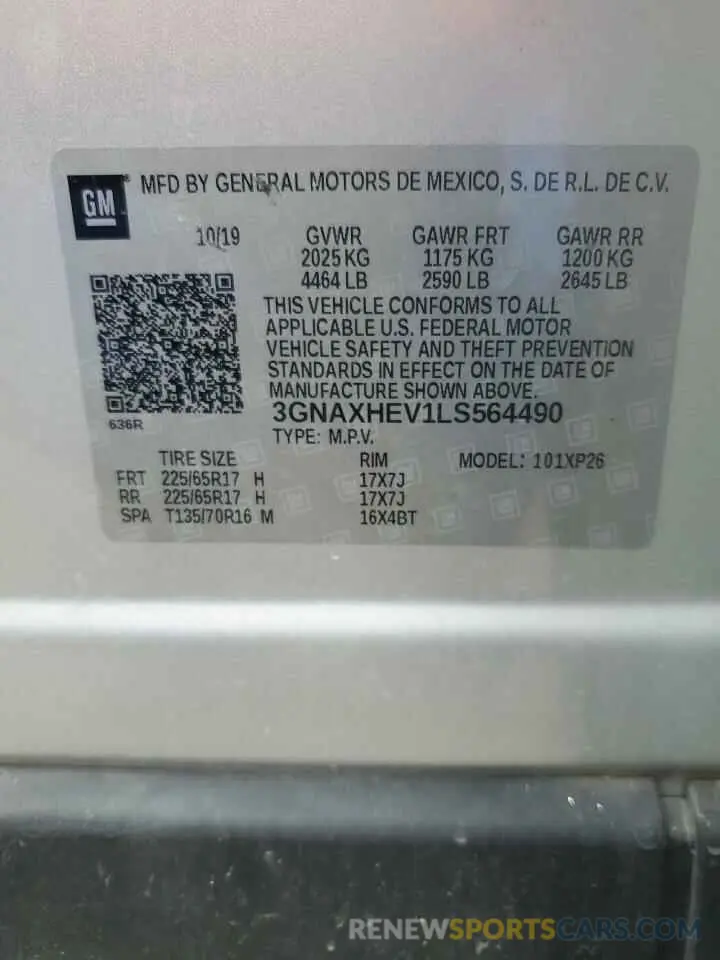 GM MFD BY GENERAL MOTORS DE MEXICO, S. DE R.L. DE C.V.
10/19 GVWR GAWR FRT GAWR RR
2025 KG 1175 KG 1200 KG
4464 LB 2590 LB 2645 LB
THIS VEHICLE CONFORMS TO ALL
APPLICABLE U.S. FEDERAL MOTOR
VEHICLE SAFETY AND THEFT PREVENTION
STANDARDS IN EFFECT ON THE DATE OF
MANUFACTURE SHOWN ABOVE.
3GNAXHEV1LS564490
636R
TYPE: M.P.V.
TIRE SIZE RIM MODEL: 101XP26
FRT 225/65R17 H 17X7J
RR 225/65R17 H 17X7J
SPA T135/70R16 M 16X4BT
RENEWSPORTSCARS.COM